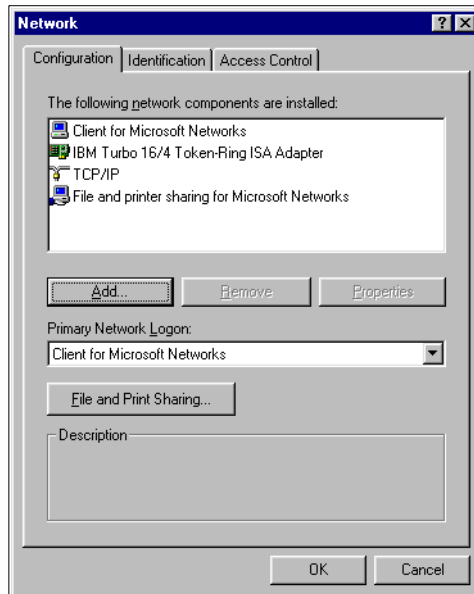 Network
Configuration Identification Access Control
The following network components are installed:
Client for Microsoft Networks
IBM Turbo 16/4 Token-Ring ISA Adapter
TCP/IP
File and printer sharing for Microsoft Networks
Add... Remove Properties
Primary Network Logon:
Client for Microsoft Networks
File and Print Sharing...
Description
OK Cancel